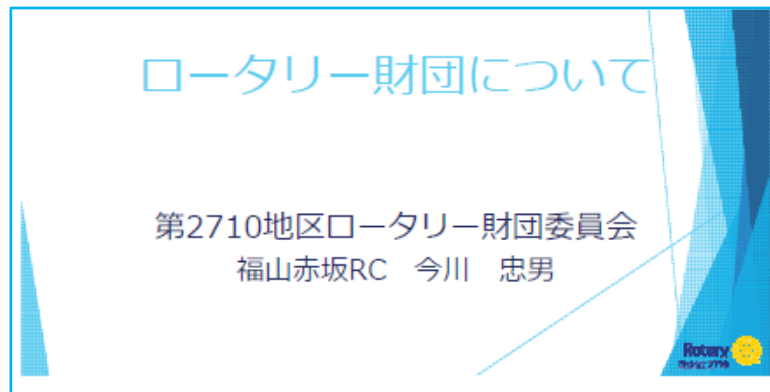 ロータリー財団について
第2710地区ロータリー財団委員会
福山赤坂RC　今川　忠男
Rotary
District 2710